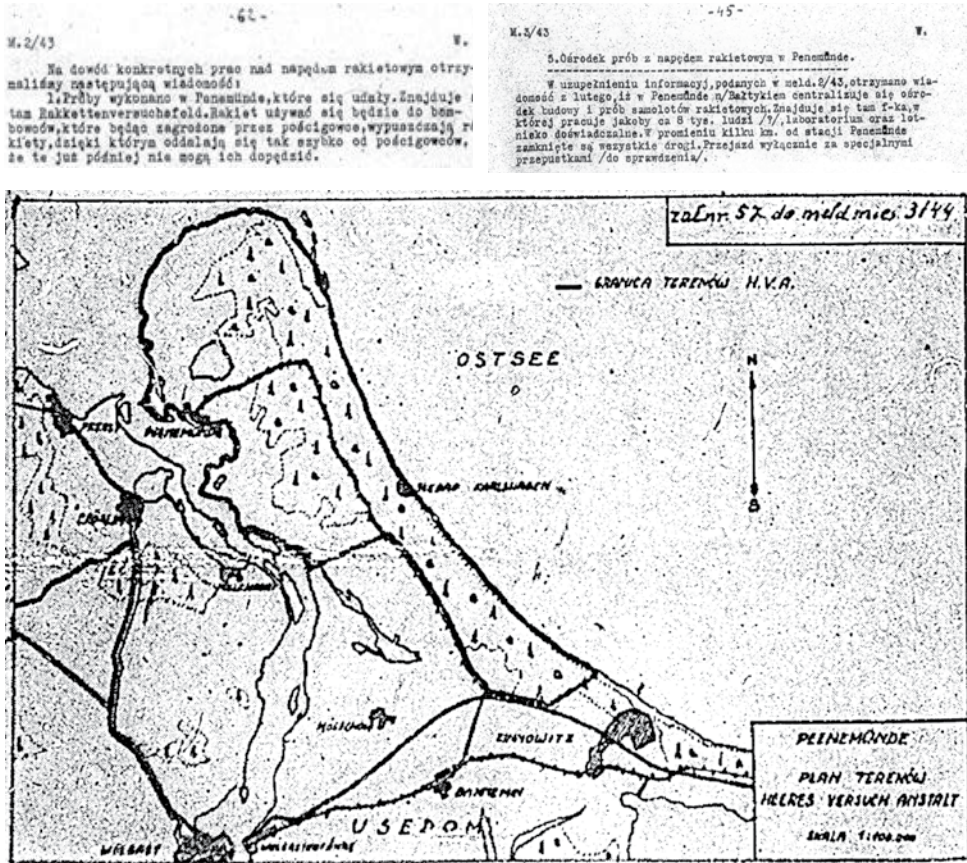 -62-
M.2/43
W.
Na dowód konkretnych prac nad napędem rakietowym otrzy-
maliśmy następującą wiadomość:
1.Próby wykonano w Penemünde,które się udały.Znajduje
tam Rakkettenversuchsfeld.Rakiet używać się będzie do bom-
bowców,które będąc zagrożone przez pościgowce,wypuszczają
kiety,dzięki którym oddalają się tak szybko od pościgowców,
że te już później nie mogą ich dopędzić.
-45-
M.3/43
W.
5.Ośrodek prób z napędem rakietowym w Penemünde.
W uzupełnieniu informacyj,podanych w meld.2/43,otrzymano wia-
domość z lutego,iż w Penemünde n/Bałtykiem centralizuje się ośro-
dek budowy i prób samolotów rakietowych.Znajduje się tam f-ka,w
której pracuje jakoby ca 8 tys. ludzi /?/,laboratorium oraz lot-
nisko doświadczalne.W promieniu kilku km. od stacji Penemünde
zamknięte są wszystkie drogi.Przejazd wyłącznie za specjalnymi
przepustkami /do sprawdzenia/.
zał nr. 57 do meld mies 3/44
GRANICA TERENÓW H.V.A.
OSTSEE
N
KARLSHAGEN
USEDOM
PEENEMÜNDE
PLAN TERENÓW
HEERES VERSUCH ANSTALT
SKALA 1:100.000